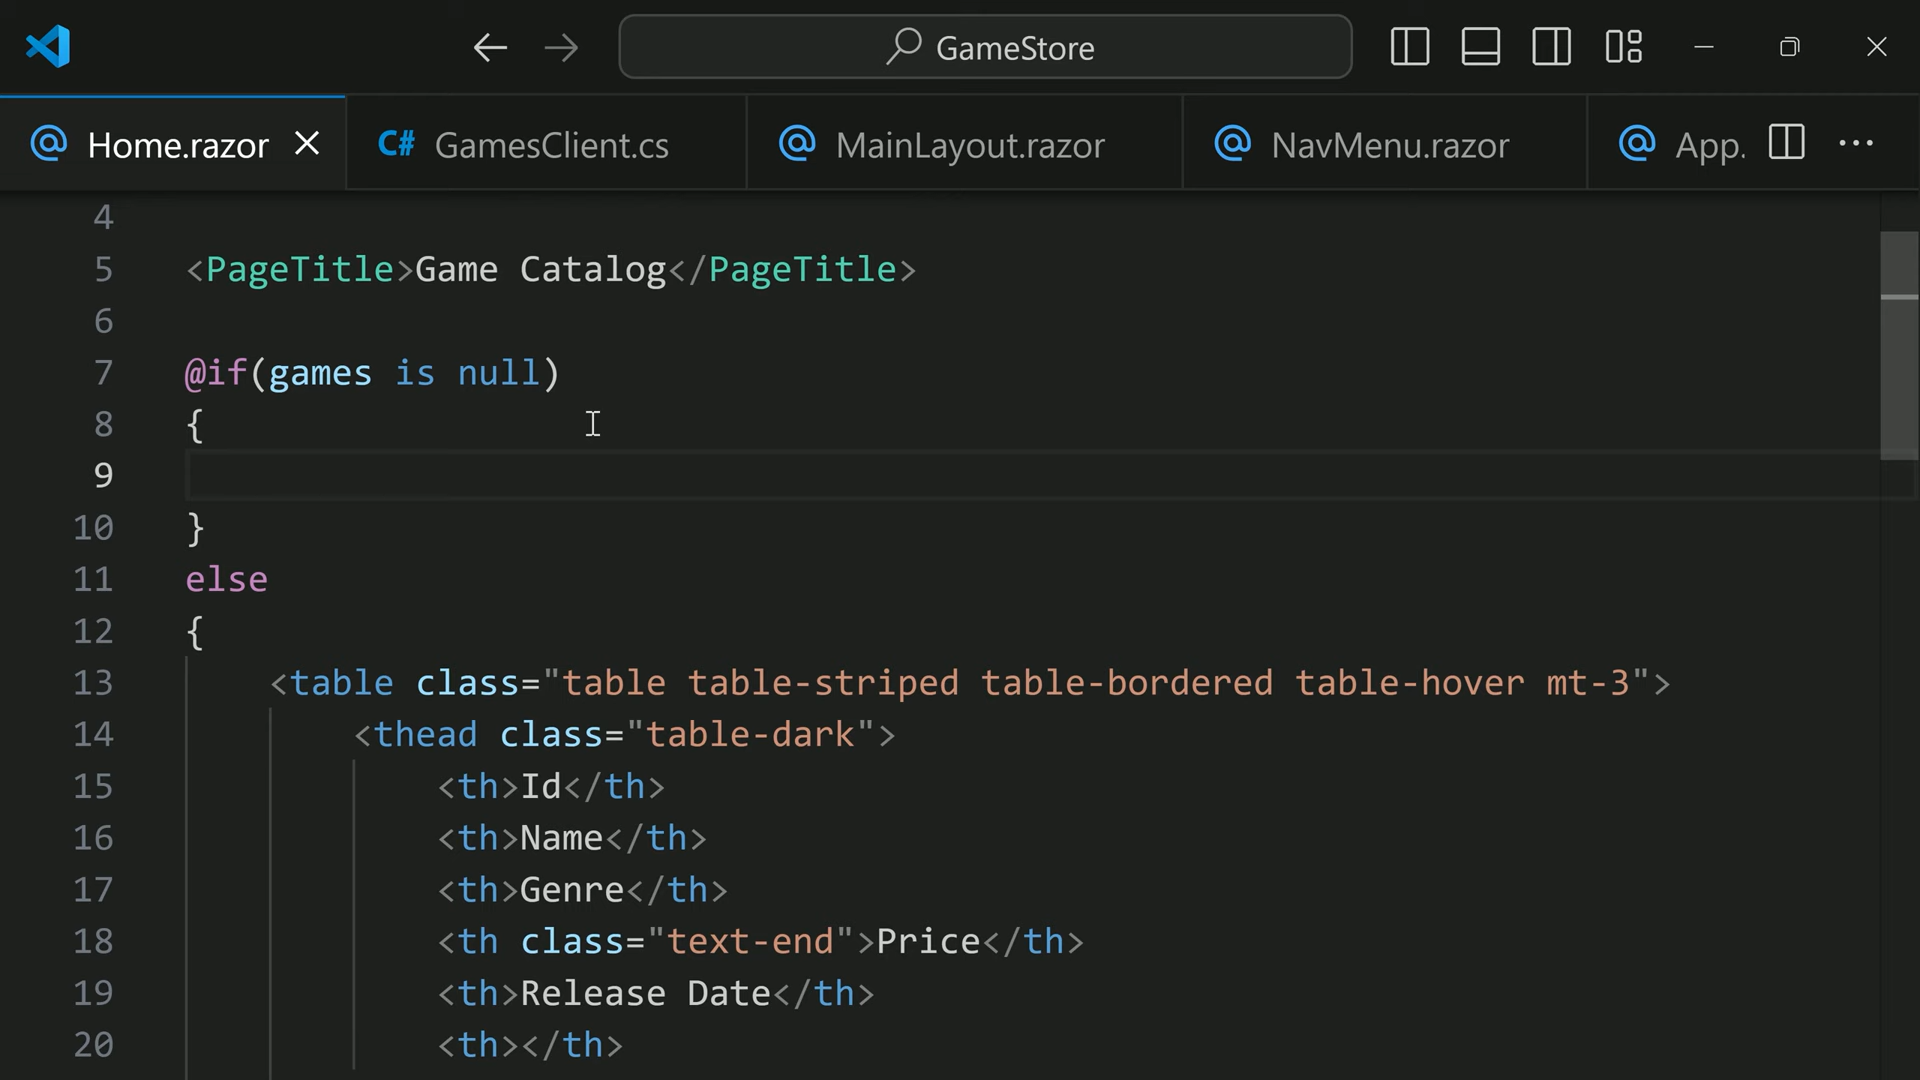 GameStore
Home.razor
C# GamesClient.cs
MainLayout.razor
NavMenu.razor
App.
4
5 <PageTitle>Game Catalog</PageTitle>
6
7 @if(games is null)
8 {
9
10 }
11 else
12 {
13 <table class="table table-striped table-bordered table-hover mt-3">
14 <thead class="table-dark">
15 <th>Id</th>
16 <th>Name</th>
17 <th>Genre</th>
18 <th class="text-end">Price</th>
19 <th>Release Date</th>
20 <th></th>